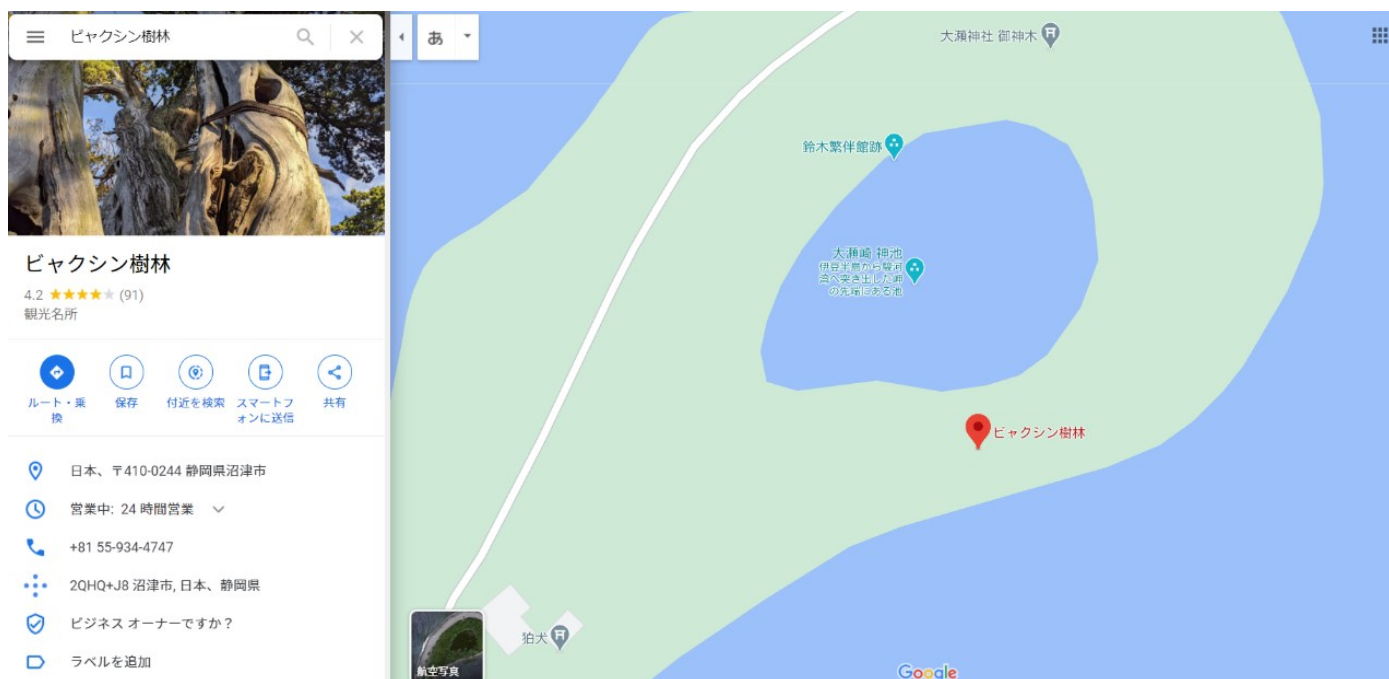 ビャクシン樹林
あ
ビャクシン樹林
4.2 ★★★★★ (91)
観光名所
ルート・乗
換
保存
付近を検索
スマートフ
ォンに送信
共有
日本、〒410-0244 静岡県沼津市
営業中: 24 時間営業
+81 55-934-4747
2QHQ+J8 沼津市, 日本、静岡県
ビジネス オーナーですか？
ラベルを追加
大瀬神社 御神木
鈴木繁伴館跡
大瀬崎 神池
伊豆半島から駿河
湾へ突き出した岬
の先端にある池
ビャクシン樹林
狛犬
航空写真
Google